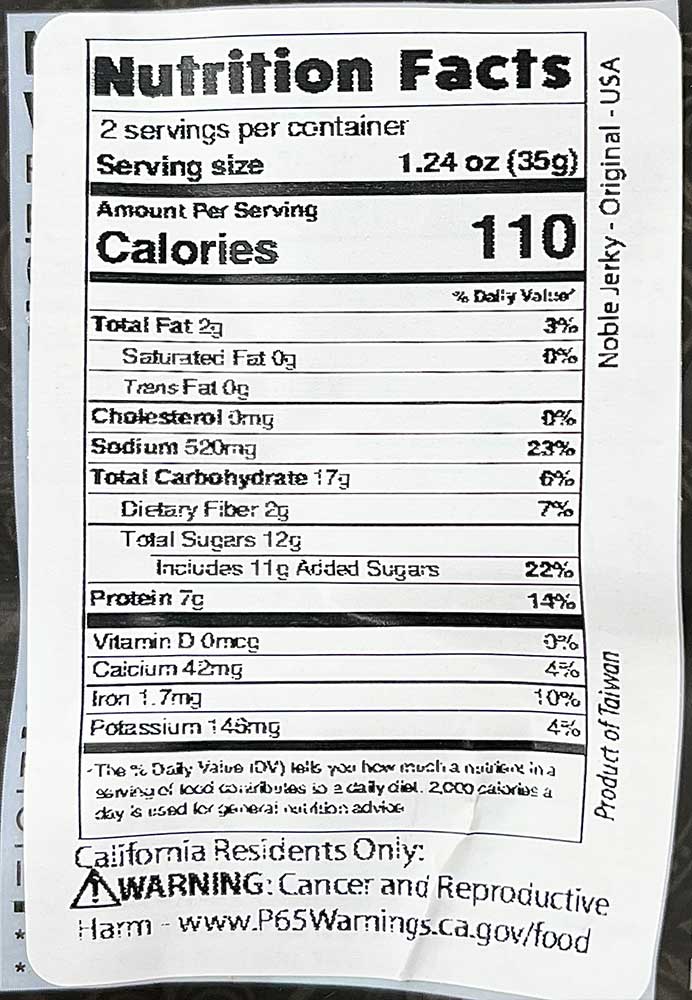 Nutrition Facts
2 servings per container
Serving size 1.24 oz (35g)
Amount Per Serving
Calories 110
% Daily Value*
Total Fat 2g 3%
Saturated Fat 0g 0%
Trans Fat 0g
Cholesterol 0mg 0%
Sodium 520mg 23%
Total Carbohydrate 17g 6%
Dietary Fiber 2g 7%
Total Sugars 12g
Includes 11g Added Sugars 22%
Protein 7g 14%
Vitamin D 0mcg 0%
Calcium 42mg 4%
Iron 1.7mg 10%
Potassium mg 4%
*The % Daily Value (DV) tells you how much a nutrient in a
serving of food contributes to a daily diet. 2,000 calories a
day is used for general nutrition advice
California Residents Only:
⚠WARNING: Cancer and Reproductive
Harm - www.P65Warnings.ca.gov/food
Noble Jerky - Original - USA
Product of Taiwan
*
*